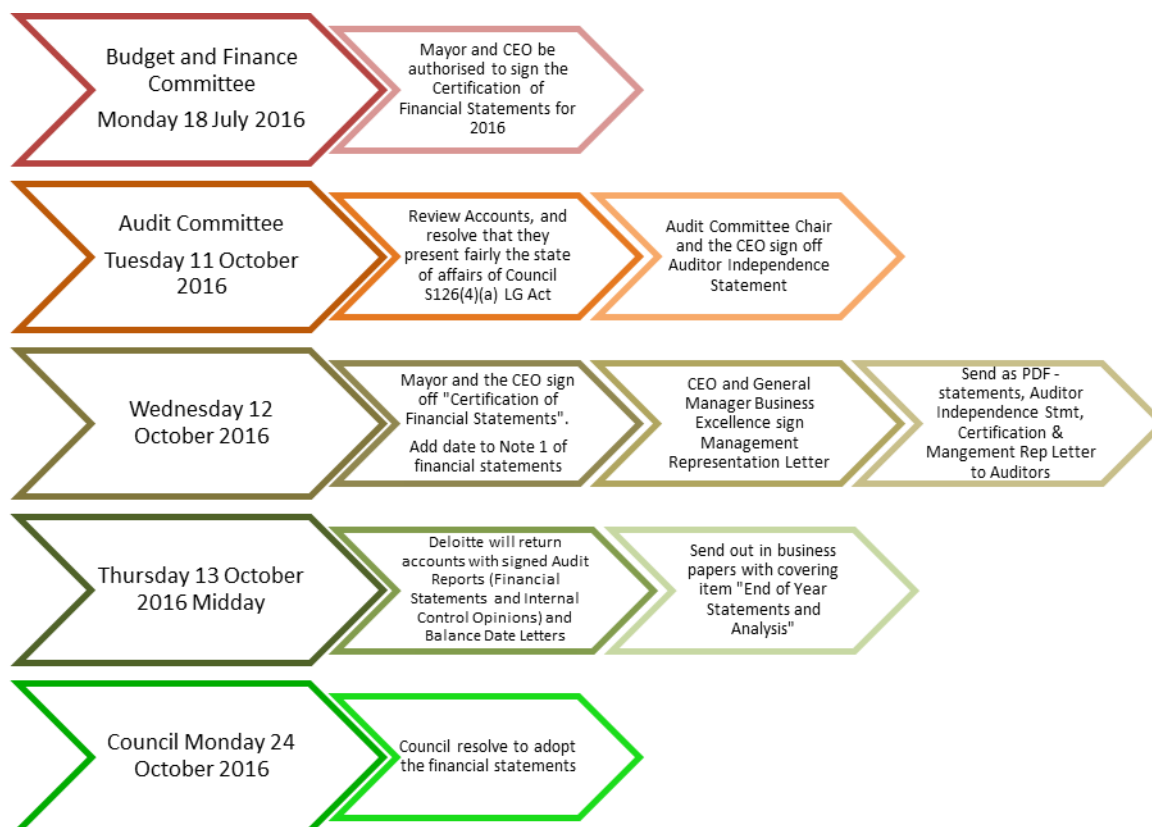 Budget and Finance
Committee
Monday 18 July 2016
Mayor and CEO be
authorised to sign the
Certification of
Financial Statements for
2016
Audit Committee
Tuesday 11 October
2016
Review Accounts, and
resolve that they
present fairly the state
of affairs of Council
S126(4)(a) LG Act
Audit Committee Chair
and the CEO sign off
Auditor Independence
Statement
Wednesday 12
October 2016
Mayor and the CEO sign
off "Certification of
Financial Statements".
Add date to Note 1 of
financial statements
CEO and General
Manager Business
Excellence sign
Management
Representation Letter
Send as PDF -
statements, Auditor
Independence Stmt,
Certification &
Mangement Rep Letter
to Auditors
Thursday 13 October
2016 Midday
Deloitte will return
accounts with signed Audit
Reports (Financial
Statements and Internal
Control Opinions) and
Balance Date Letters
Send out in business
papers with covering
item "End of Year
Statements and
Analysis"
Council Monday 24
October 2016
Council resolve to adopt
the financial statements